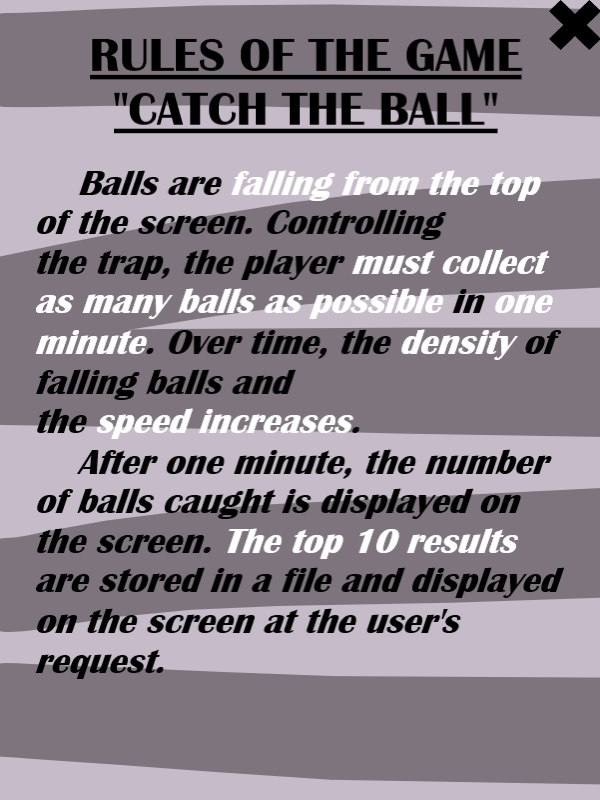 RULES OF THE GAME
"CATCH THE BALL"
Balls are falling from the top
of the screen. Controlling
the trap, the player must collect
as many balls as possible in one
minute. Over time, the density of
falling balls and
the speed increases.
After one minute, the number
of balls caught is displayed on
the screen. The top 10 results
are stored in a file and displayed
on the screen at the user's
request.